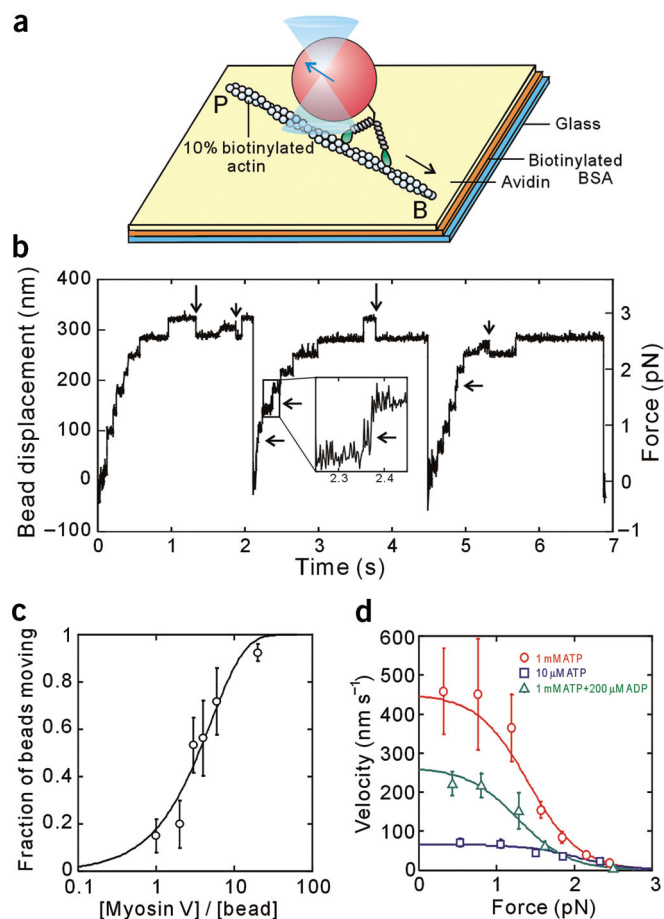 a
P
10% biotinylated
actin
B
Glass
Biotinylated
BSA
Avidin
b
Bead displacement (nm)
400
300
200
100
0
−100
3
2
1
0
−1
Force (pN)
2.3 2.4
0 1 2 3 4 5 6 7
Time (s)
c
Fraction of beads moving
1
0.8
0.6
0.4
0.2
0
0.1 1 10 100
[Myosin V] / [bead]
d
Velocity (nm s⁻¹)
600
500
400
300
200
100
0
1 mM ATP
10 µM ATP
1 mM ATP+200 µM ADP
0 1 2 3
Force (pN)